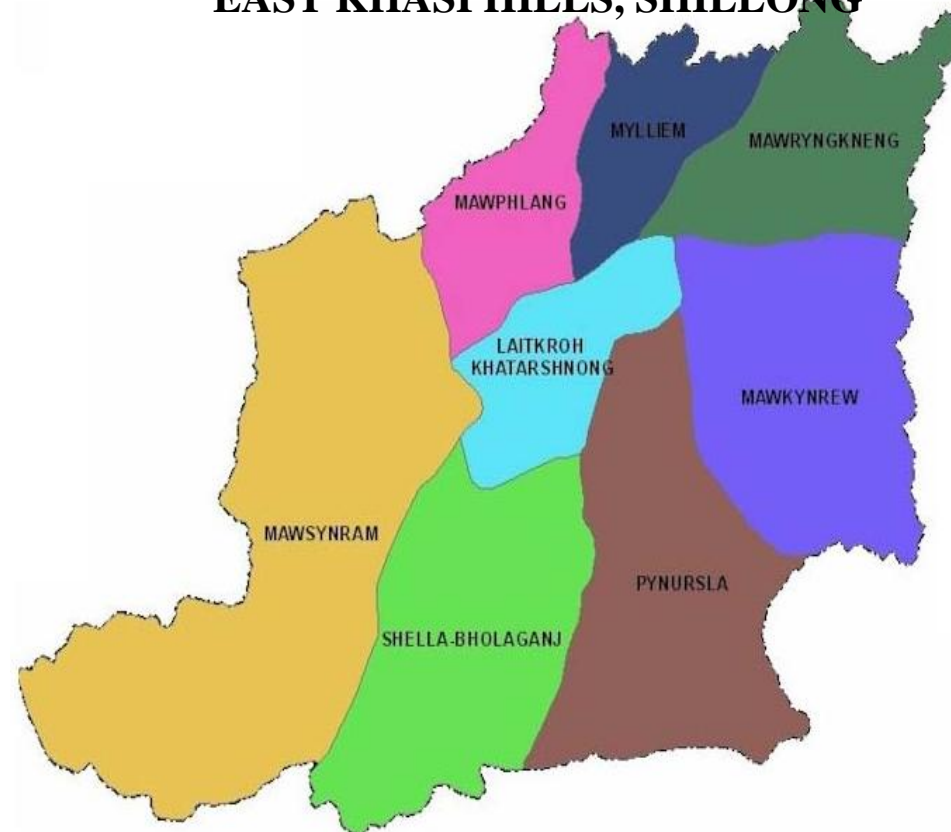 EAST KHASI HILLS, SHILLONG
MYLLIEM
MAWRYNGKNENG
MAWPHLANG
LAITKROH
KHATARSHNONG
MAWKYNREW
MAWSYNRAM
PYNURSLA
SHELLA-BHOLAGANJ